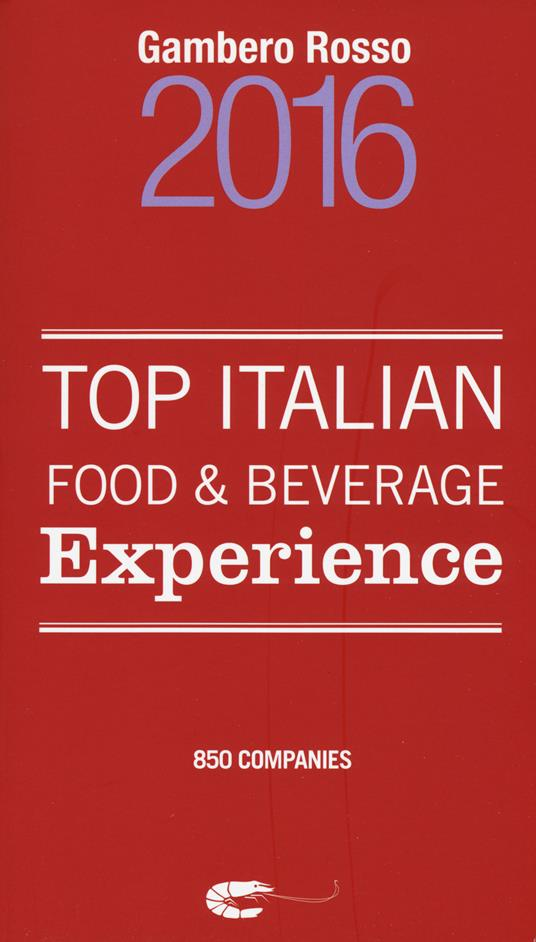 Gambero Rosso
2016
TOP ITALIAN
FOOD & BEVERAGE
Experience
850 COMPANIES